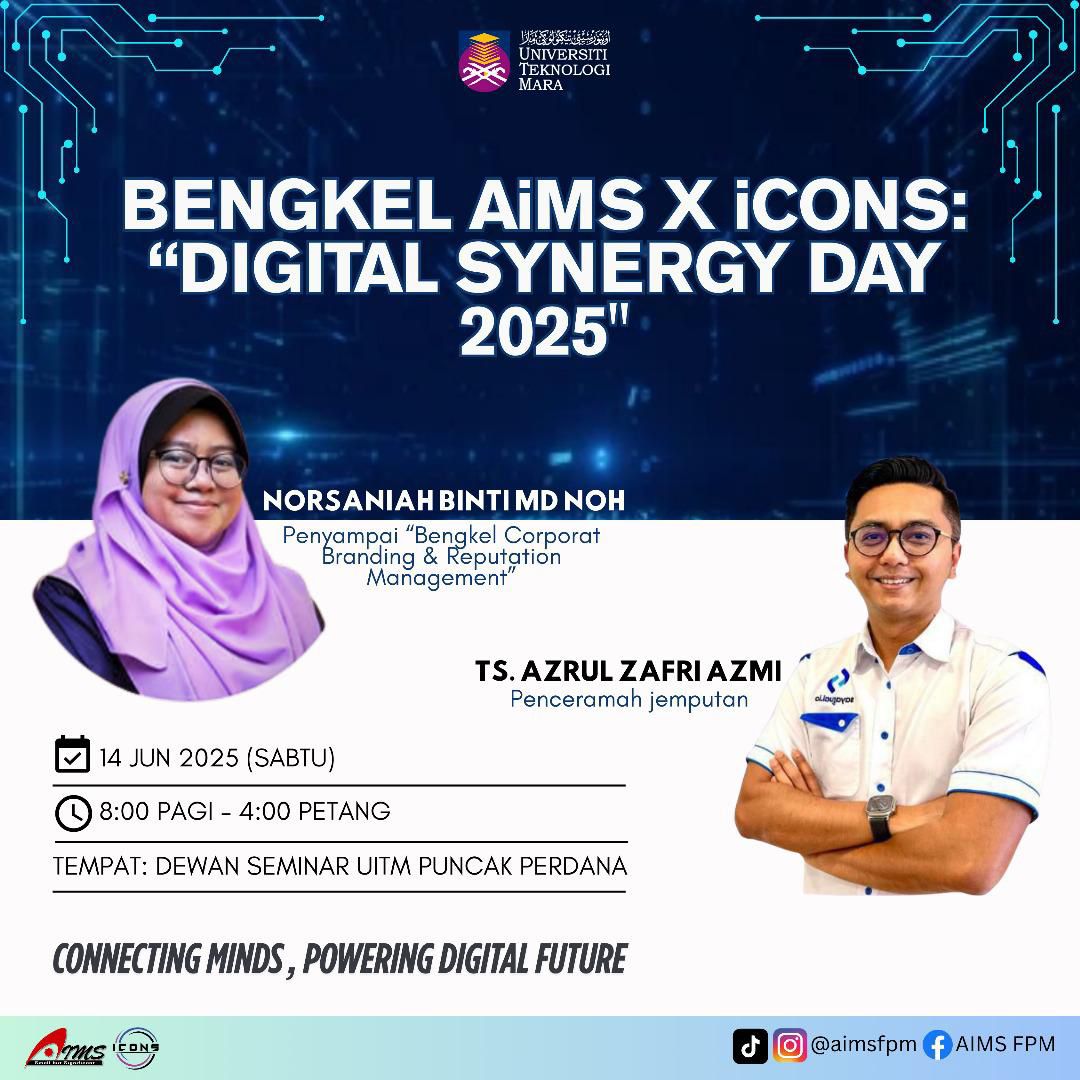 UNIVERSITI
TEKNOLOGI
MARA
BENGKEL AiMS X iCONS:
“DIGITAL SYNERGY DAY
2025"
NORSANIAH BINTI MD NOH
Penyampai “Bengkel Corporat
Branding & Reputation
Management”
TS. AZRUL ZAFRI AZMI
Penceramah jemputan
14 JUN 2025 (SABTU)
8:00 PAGI - 4:00 PETANG
TEMPAT: DEWAN SEMINAR UITM PUNCAK PERDANA
CONNECTING MINDS , POWERING DIGITAL FUTURE
AIMS
ICONS
@aimsfpm
AIMS FPM